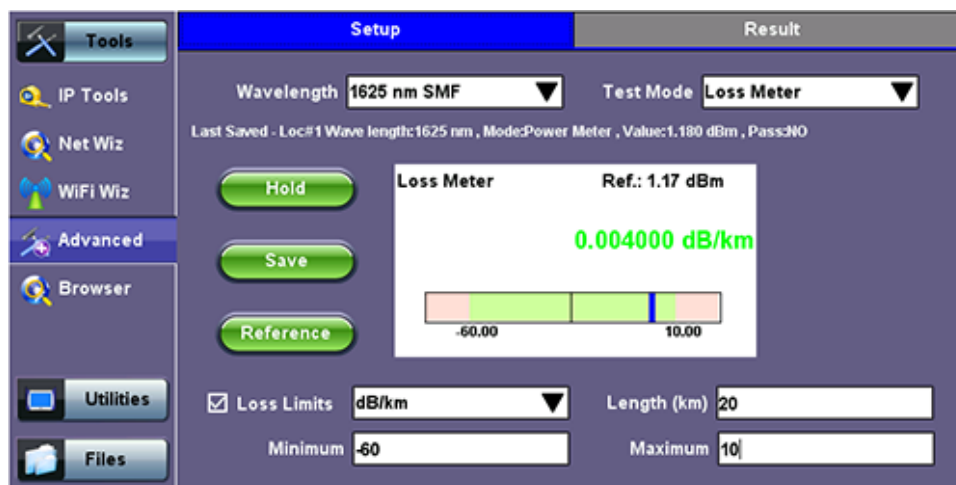 Tools
Setup
Result
IP Tools
Wavelength 1625 nm SMF
Test Mode Loss Meter
Last Saved - Loc#1 Wave length:1625 nm , Mode:Power Meter , Value:1.180 dBm , Pass:NO
Net Wiz
WiFi Wiz
Hold
Loss Meter
Ref.: 1.17 dBm
Advanced
0.004000 dB/km
Save
Browser
Reference
-60.00
10.00
Utilities
Loss Limits dB/km
Length (km) 20
Files
Minimum -60
Maximum 10